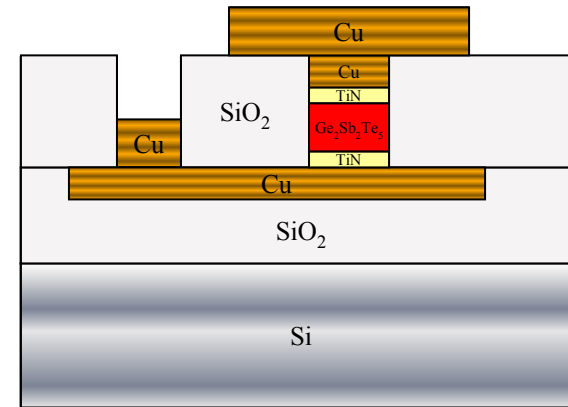 Cu
Cu
TiN
SiO₂
Ge₂Sb₂Te₅
Cu
TiN
Cu
SiO₂
Si